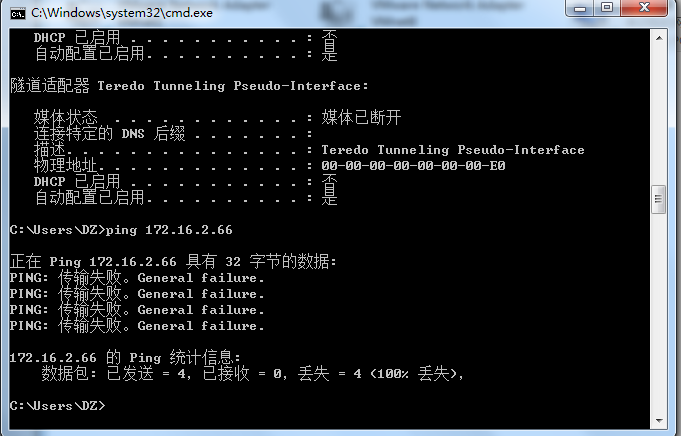 C:\Windows\system32\cmd.exe
VMware Network Adapter
DHCP 已启用 . . . . . . . . . . . : 否
自动配置已启用. . . . . . . . . . : 是
隧道适配器 Teredo Tunneling Pseudo-Interface:
媒体状态  . . . . . . . . . . . . : 媒体已断开
连接特定的 DNS 后缀 . . . . . . . :
描述. . . . . . . . . . . . . . . : Teredo Tunneling Pseudo-Interface
物理地址. . . . . . . . . . . . . : 00-00-00-00-00-00-00-E0
DHCP 已启用 . . . . . . . . . . . : 否
自动配置已启用. . . . . . . . . . : 是
C:\Users\DZ>ping 172.16.2.66
正在 Ping 172.16.2.66 具有 32 字节的数据:
PING: 传输失败。General failure.
PING: 传输失败。General failure.
PING: 传输失败。General failure.
PING: 传输失败。General failure.
172.16.2.66 的 Ping 统计信息:
数据包: 已发送 = 4，已接收 = 0，丢失 = 4 (100% 丢失)，
C:\Users\DZ>